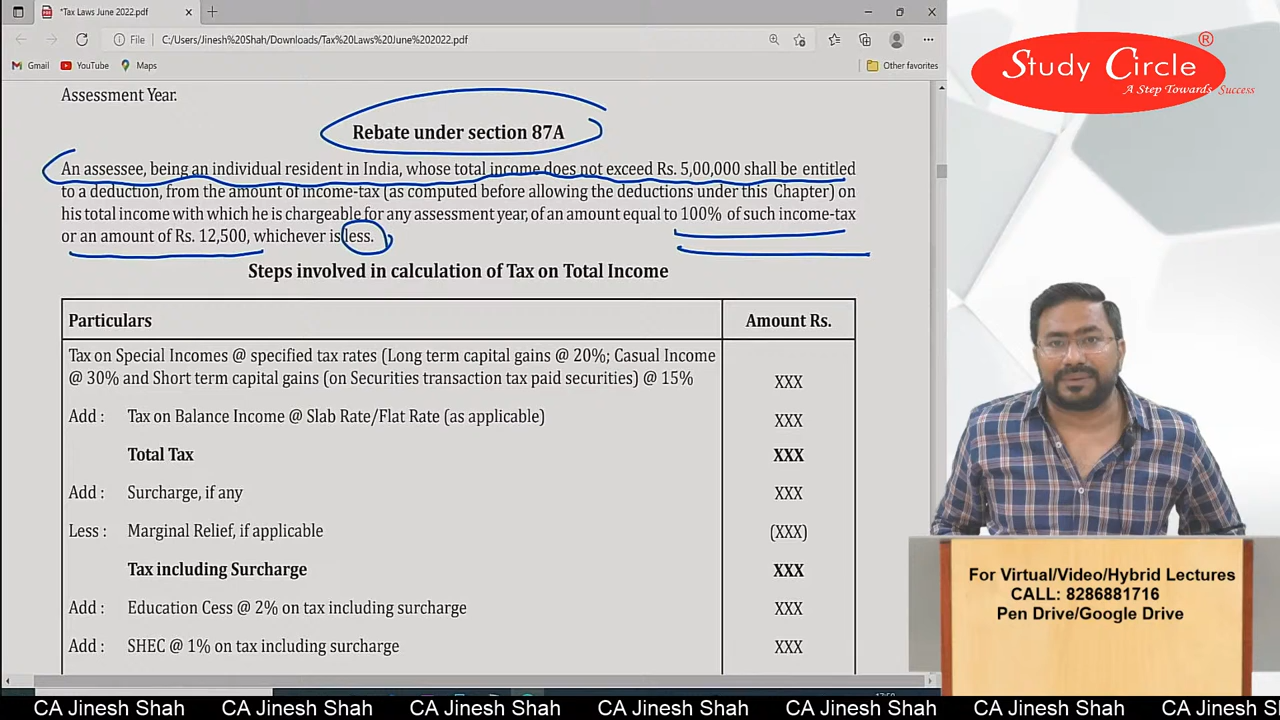 *Tax Laws June 2022.pdf
File
C:/Users/Jinesh%20Shah/Downloads/Tax%20Laws%20June%202022.pdf
Gmail
YouTube
Maps
Other favorites
Study Circle ®
A Step Towards Success
Assessment Year.
Rebate under section 87A
An assessee, being an individual resident in India, whose total income does not exceed Rs. 5,00,000 shall be entitled
to a deduction, from the amount of income-tax (as computed before allowing the deductions under this Chapter) on
his total income with which he is chargeable for any assessment year, of an amount equal to 100% of such income-tax
or an amount of Rs. 12,500, whichever is less.
Steps involved in calculation of Tax on Total Income
Particulars Amount Rs.
Tax on Special Incomes @ specified tax rates (Long term capital gains @ 20%; Casual Income
@ 30% and Short term capital gains (on Securities transaction tax paid securities) @ 15% XXX
Add : Tax on Balance Income @ Slab Rate/Flat Rate (as applicable) XXX
Total Tax XXX
Add : Surcharge, if any XXX
Less : Marginal Relief, if applicable (XXX)
Tax including Surcharge XXX
Add : Education Cess @ 2% on tax including surcharge XXX
Add : SHEC @ 1% on tax including surcharge XXX
For Virtual/Video/Hybrid Lectures
CALL: 8286881716
Pen Drive/Google Drive
CA Jinesh Shah CA Jinesh Shah CA Jinesh Shah CA Jinesh Shah CA Jinesh Shah CA Jinesh Shah CA Jinesh S